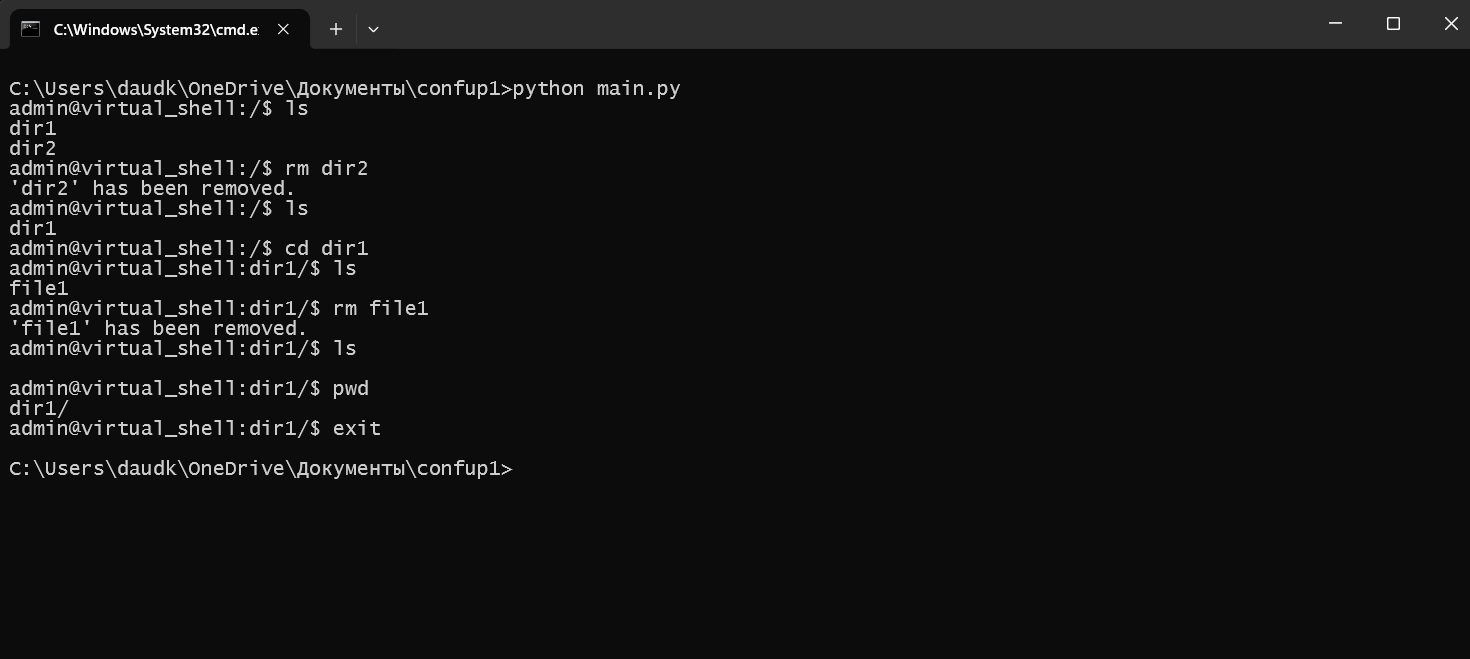 C:\Windows\System32\cmd.e
C:\Users\daudk\OneDrive\Документы\confup1>python main.py
admin@virtual_shell:/$ ls
dir1
dir2
admin@virtual_shell:/$ rm dir2
'dir2' has been removed.
admin@virtual_shell:/$ ls
dir1
admin@virtual_shell:/$ cd dir1
admin@virtual_shell:dir1/$ ls
file1
admin@virtual_shell:dir1/$ rm file1
'file1' has been removed.
admin@virtual_shell:dir1/$ ls
admin@virtual_shell:dir1/$ pwd
dir1/
admin@virtual_shell:dir1/$ exit
C:\Users\daudk\OneDrive\Документы\confup1>